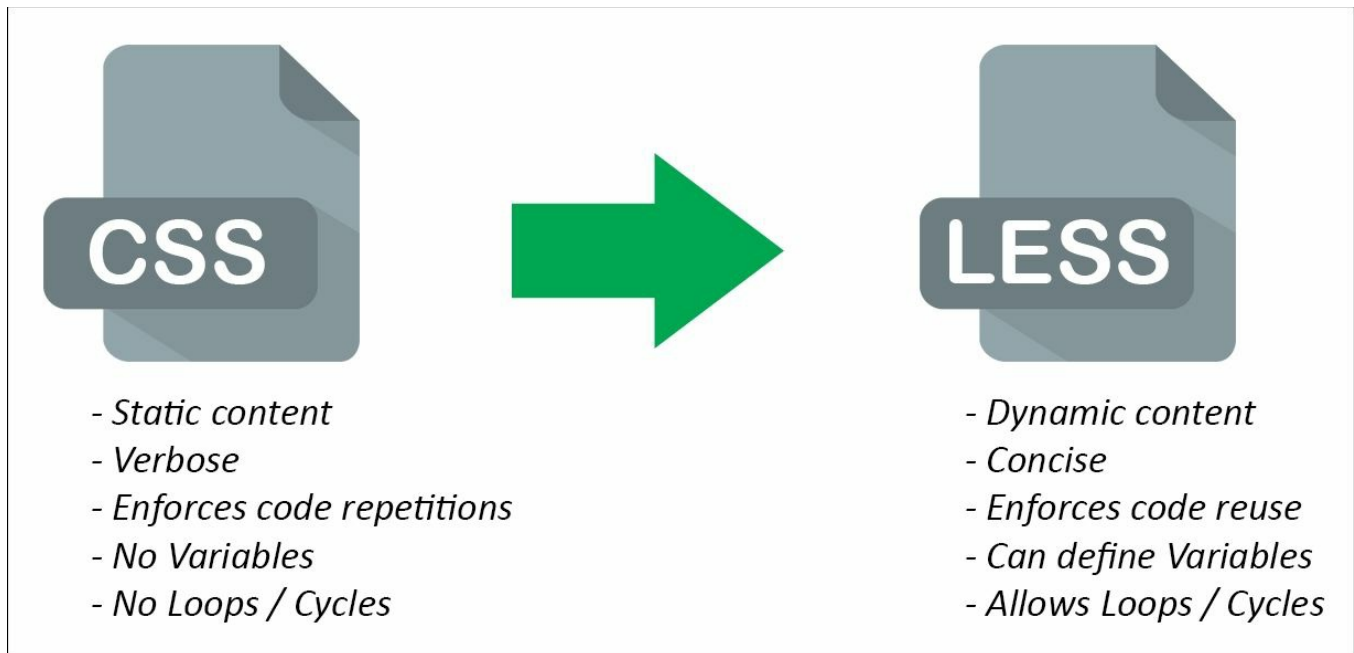 CSS
- Static content
- Verbose
- Enforces code repetitions
- No Variables
- No Loops / Cycles
LESS
- Dynamic content
- Concise
- Enforces code reuse
- Can define Variables
- Allows Loops / Cycles